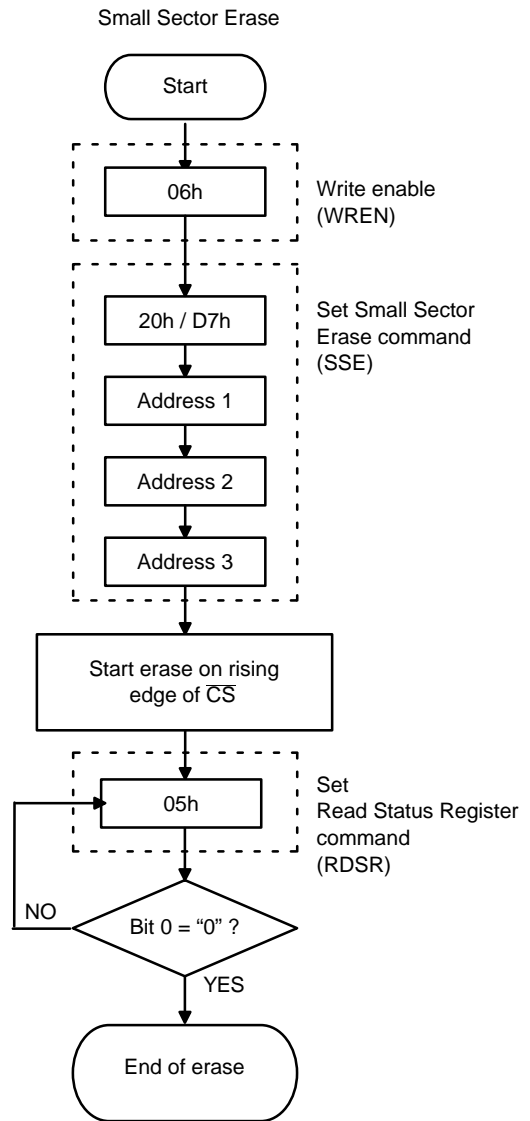 Small Sector Erase
Start
06h
Write enable
(WREN)
20h / D7h
Set Small Sector
Erase command
(SSE)
Address 1
Address 2
Address 3
Start erase on rising
edge of C̅S̅
05h
Set
Read Status Register
command
(RDSR)
NO
Bit 0 = “0” ?
YES
End of erase